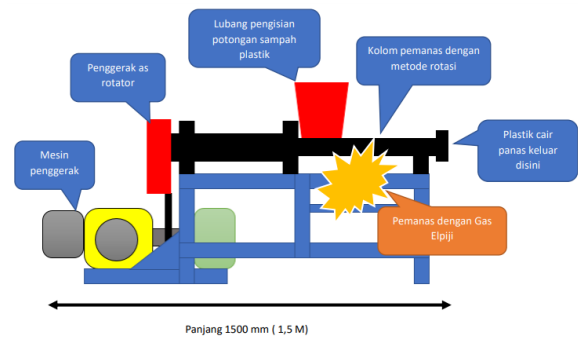 Lubang pengisian
potongan sampah
plastik
Kolom pemanas dengan
metode rotasi
Penggerak as
rotator
Plastik cair
panas keluar
disini
Mesin
penggerak
Pemanas dengan Gas
Elpiji
Panjang 1500 mm ( 1,5 M)